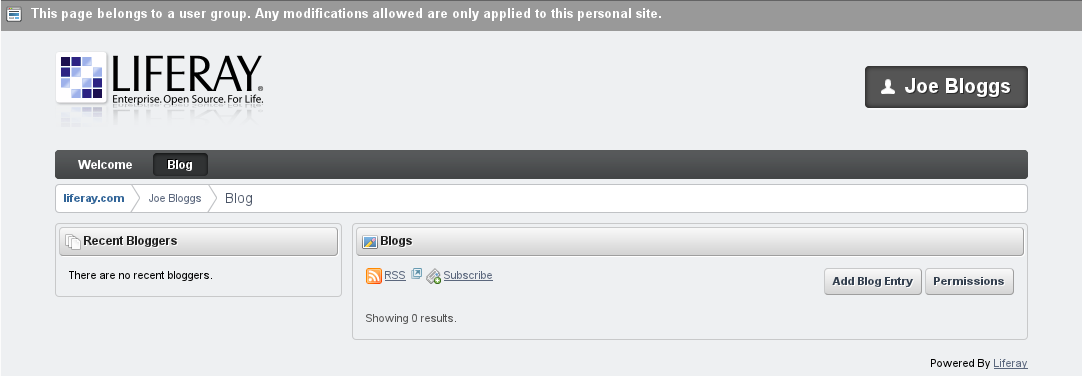 This page belongs to a user group. Any modifications allowed are only applied to this personal site.
LIFERAY®
Enterprise. Open Source. For Life.
Joe Bloggs
Welcome Blog
liferay.com Joe Bloggs Blog
Recent Bloggers
There are no recent bloggers.
Blogs
RSS Subscribe Add Blog Entry Permissions
Showing 0 results.
Powered By Liferay